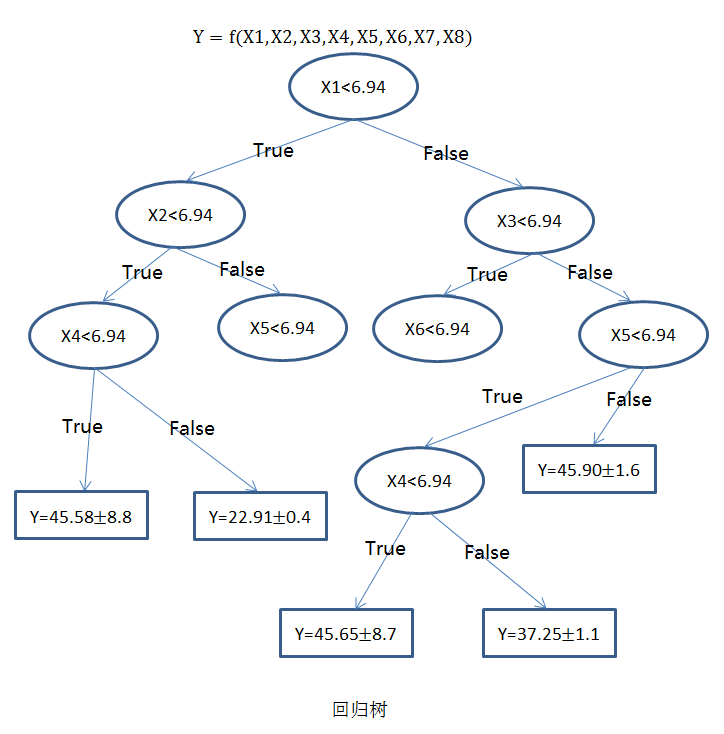 Y = f(X1,X2,X3,X4,X5,X6,X7,X8)
X1<6.94
True
False
X2<6.94
X3<6.94
True
False
True
False
X4<6.94
X5<6.94
X6<6.94
X5<6.94
True
False
True
False
X4<6.94
Y=45.90±1.6
Y=45.58±8.8
Y=22.91±0.4
True
False
Y=45.65±8.7
Y=37.25±1.1
回归树